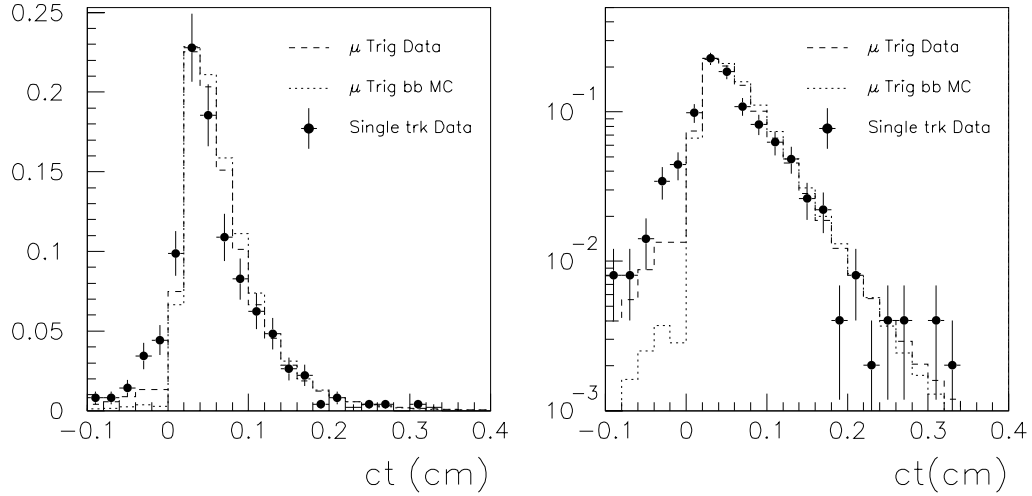 0.25
0.2
0.15
0.1
0.05
0
-0.1 0 0.1 0.2 0.3 0.4
ct (cm)
μ Trig Data
μ Trig bb MC
Single trk Data
10⁻¹
10⁻²
10⁻³
-0.1 0 0.1 0.2 0.3 0.4
ct(cm)
μ Trig Data
μ Trig bb MC
Single trk Data